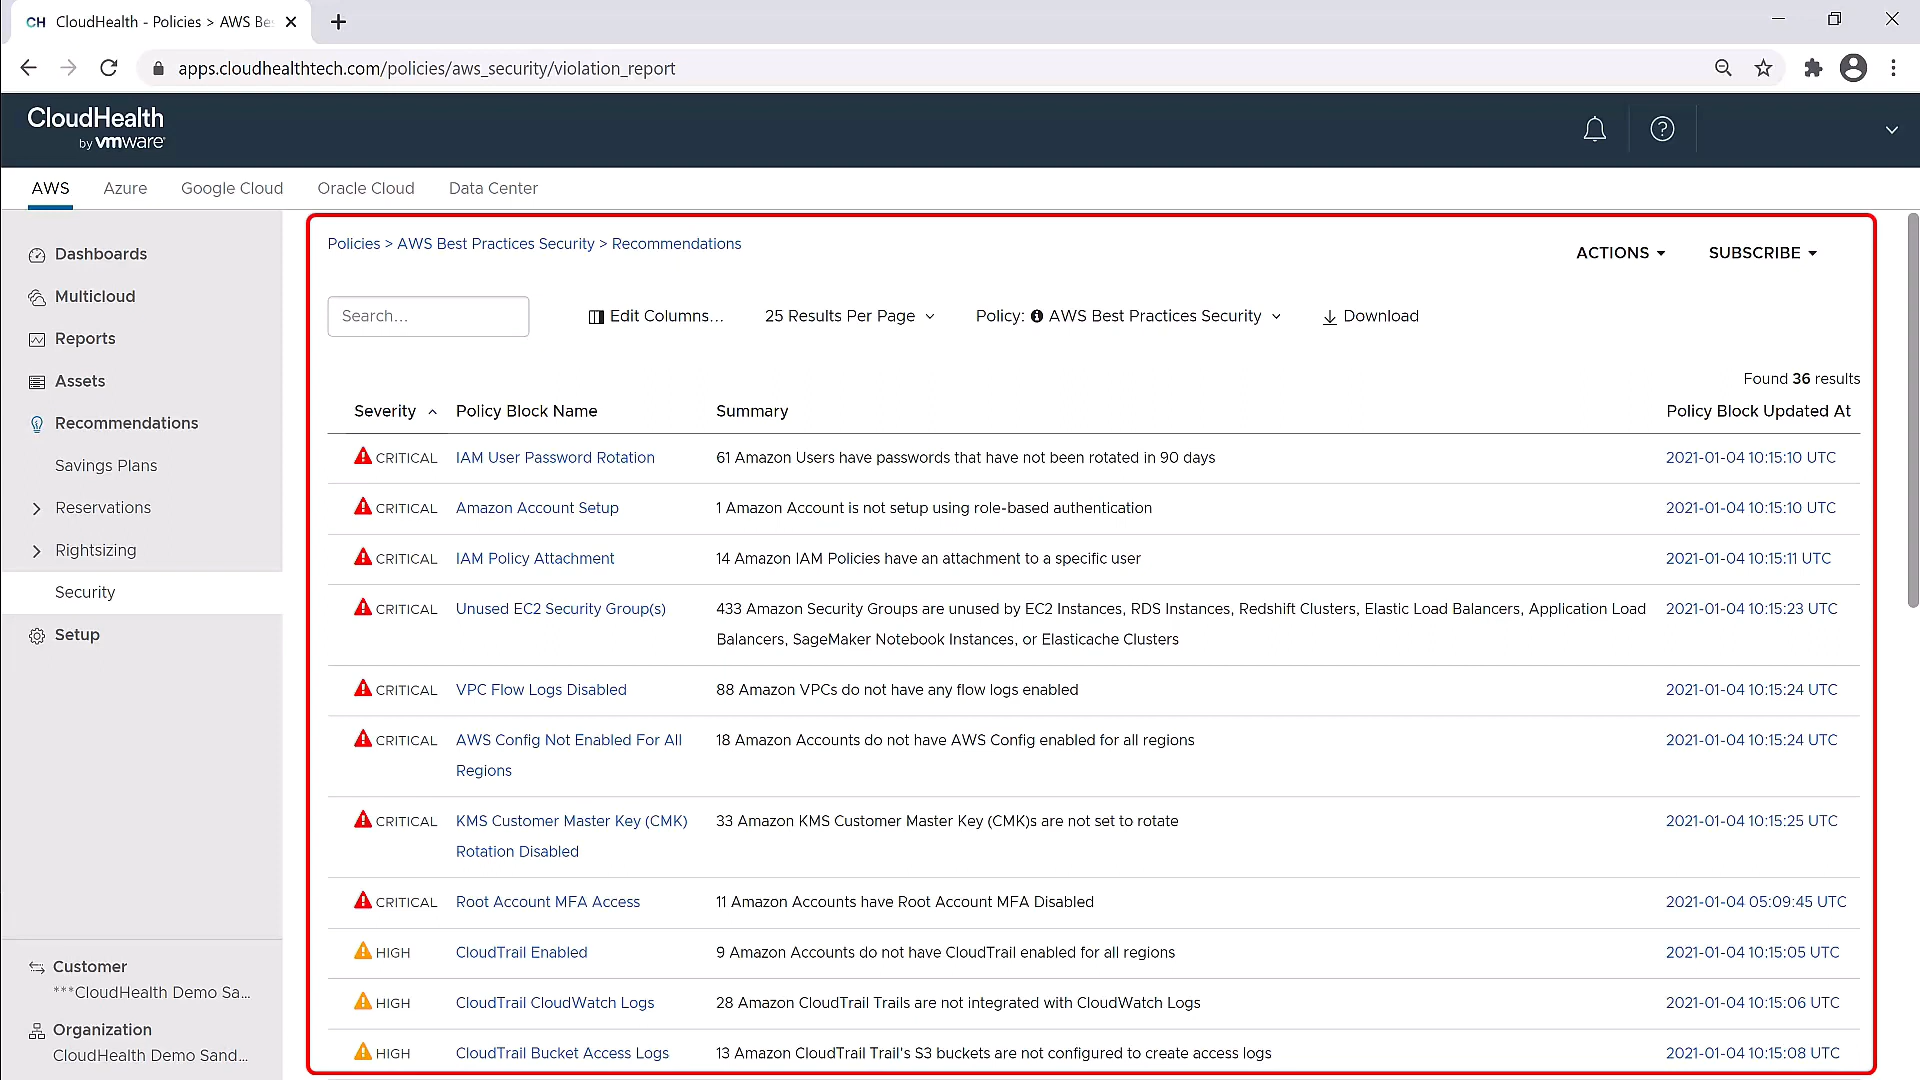 CH CloudHealth - Policies > AWS Bes
apps.cloudhealthtech.com/policies/aws_security/violation_report
CloudHealth
by vmware
AWS Azure Google Cloud Oracle Cloud Data Center
Dashboards
Multicloud
Reports
Assets
Recommendations
Savings Plans
Reservations
Rightsizing
Security
Setup
Customer
***CloudHealth Demo Sa...
Organization
CloudHealth Demo Sand...
Policies > AWS Best Practices Security > Recommendations
ACTIONS SUBSCRIBE
Search... Edit Columns... 25 Results Per Page Policy: AWS Best Practices Security Download
Found 36 results
Severity Policy Block Name Summary Policy Block Updated At
CRITICAL IAM User Password Rotation 61 Amazon Users have passwords that have not been rotated in 90 days 2021-01-04 10:15:10 UTC
CRITICAL Amazon Account Setup 1 Amazon Account is not setup using role-based authentication 2021-01-04 10:15:10 UTC
CRITICAL IAM Policy Attachment 14 Amazon IAM Policies have an attachment to a specific user 2021-01-04 10:15:11 UTC
CRITICAL Unused EC2 Security Group(s) 433 Amazon Security Groups are unused by EC2 Instances, RDS Instances, Redshift Clusters, Elastic Load Balancers, Application Load 2021-01-04 10:15:23 UTC
Balancers, SageMaker Notebook Instances, or Elasticache Clusters
CRITICAL VPC Flow Logs Disabled 88 Amazon VPCs do not have any flow logs enabled 2021-01-04 10:15:24 UTC
CRITICAL AWS Config Not Enabled For All 18 Amazon Accounts do not have AWS Config enabled for all regions 2021-01-04 10:15:24 UTC
Regions
CRITICAL KMS Customer Master Key (CMK) 33 Amazon KMS Customer Master Key (CMK)s are not set to rotate 2021-01-04 10:15:25 UTC
Rotation Disabled
CRITICAL Root Account MFA Access 11 Amazon Accounts have Root Account MFA Disabled 2021-01-04 05:09:45 UTC
HIGH CloudTrail Enabled 9 Amazon Accounts do not have CloudTrail enabled for all regions 2021-01-04 10:15:05 UTC
HIGH CloudTrail CloudWatch Logs 28 Amazon CloudTrail Trails are not integrated with CloudWatch Logs 2021-01-04 10:15:06 UTC
HIGH CloudTrail Bucket Access Logs 13 Amazon CloudTrail Trail's S3 buckets are not configured to create access logs 2021-01-04 10:15:08 UTC